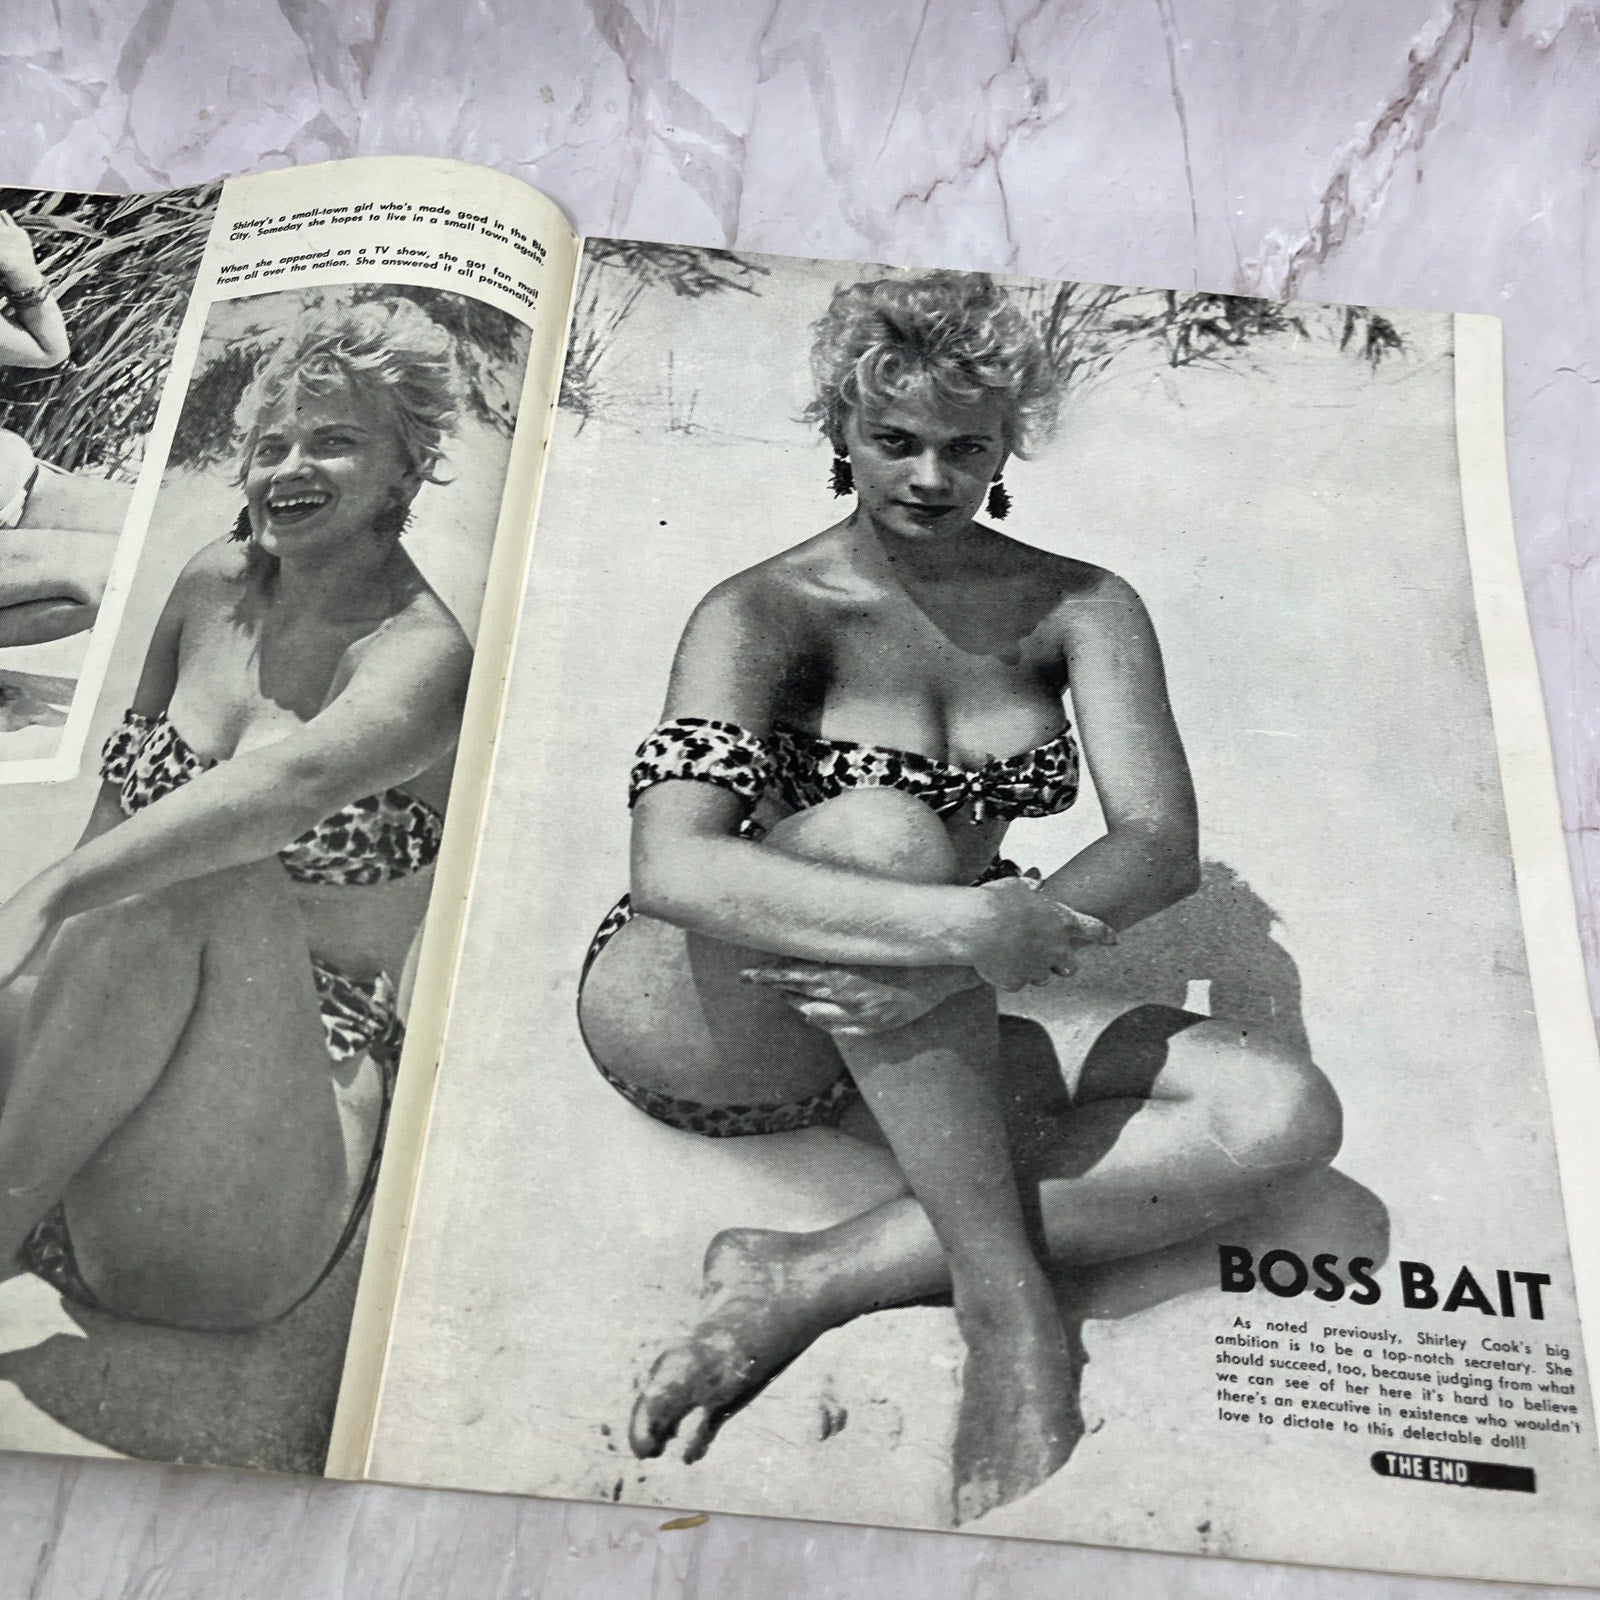 Shirley's a small-town girl who's made good in the Big
City. Someday she hopes to live in a small town again.
When she appeared on a TV show, she got fan mail
from all over the nation. She answered it all personally.
BOSS BAIT
As noted previously, Shirley Cook's big
ambition is to be a top-notch secretary. She
should succeed, too, because judging from what
we can see of her here it's hard to believe
there's an executive in existence who wouldn't
love to dictate to this delectable doll!
THE END